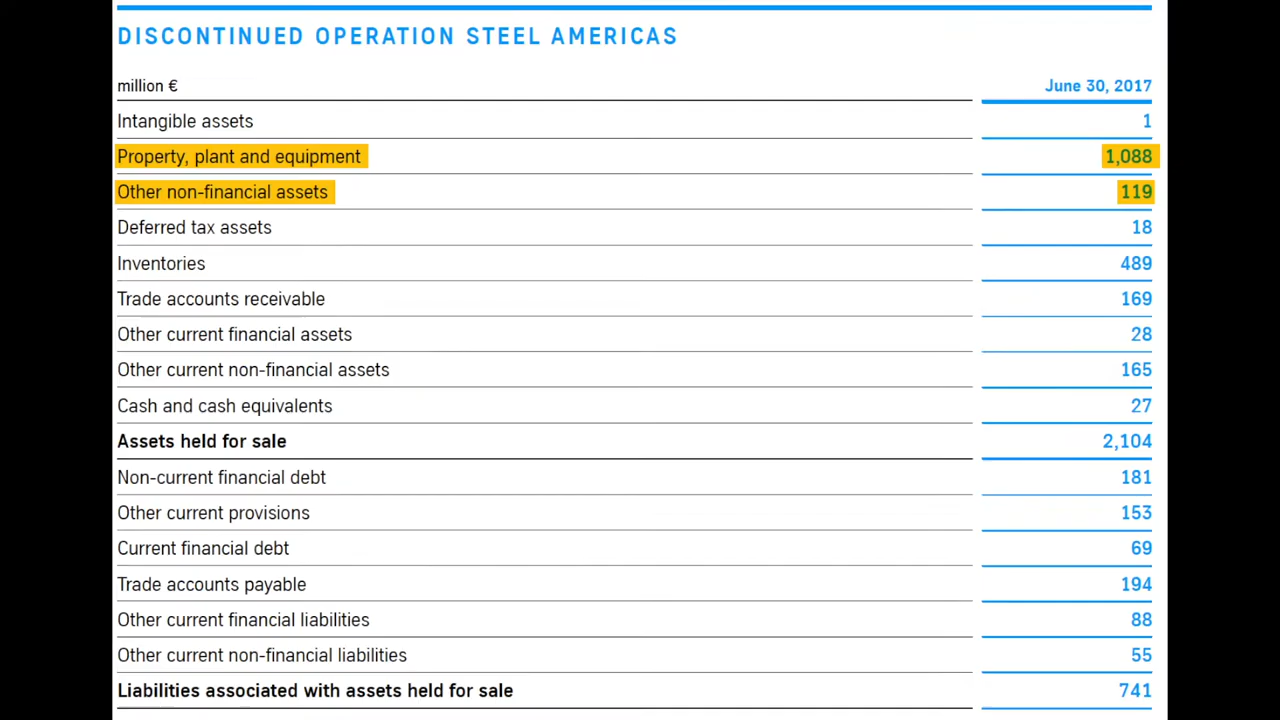 DISCONTINUED OPERATION STEEL AMERICAS
million € June 30, 2017
Intangible assets 1
Property, plant and equipment 1,088
Other non-financial assets 119
Deferred tax assets 18
Inventories 489
Trade accounts receivable 169
Other current financial assets 28
Other current non-financial assets 165
Cash and cash equivalents 27
Assets held for sale 2,104
Non-current financial debt 181
Other current provisions 153
Current financial debt 69
Trade accounts payable 194
Other current financial liabilities 88
Other current non-financial liabilities 55
Liabilities associated with assets held for sale 741